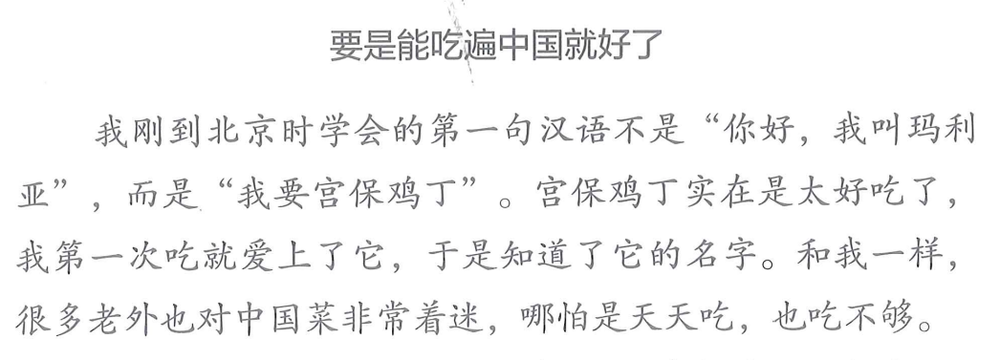 要是能吃遍中国就好了
我刚到北京时学会的第一句汉语不是“你好，我叫玛利
亚”，而是“我要宫保鸡丁”。宫保鸡丁实在是太好吃了，
我第一次吃就爱上了它，于是知道了它的名字。和我一样，
很多老外也对中国菜非常着迷，哪怕是天天吃，也吃不够。